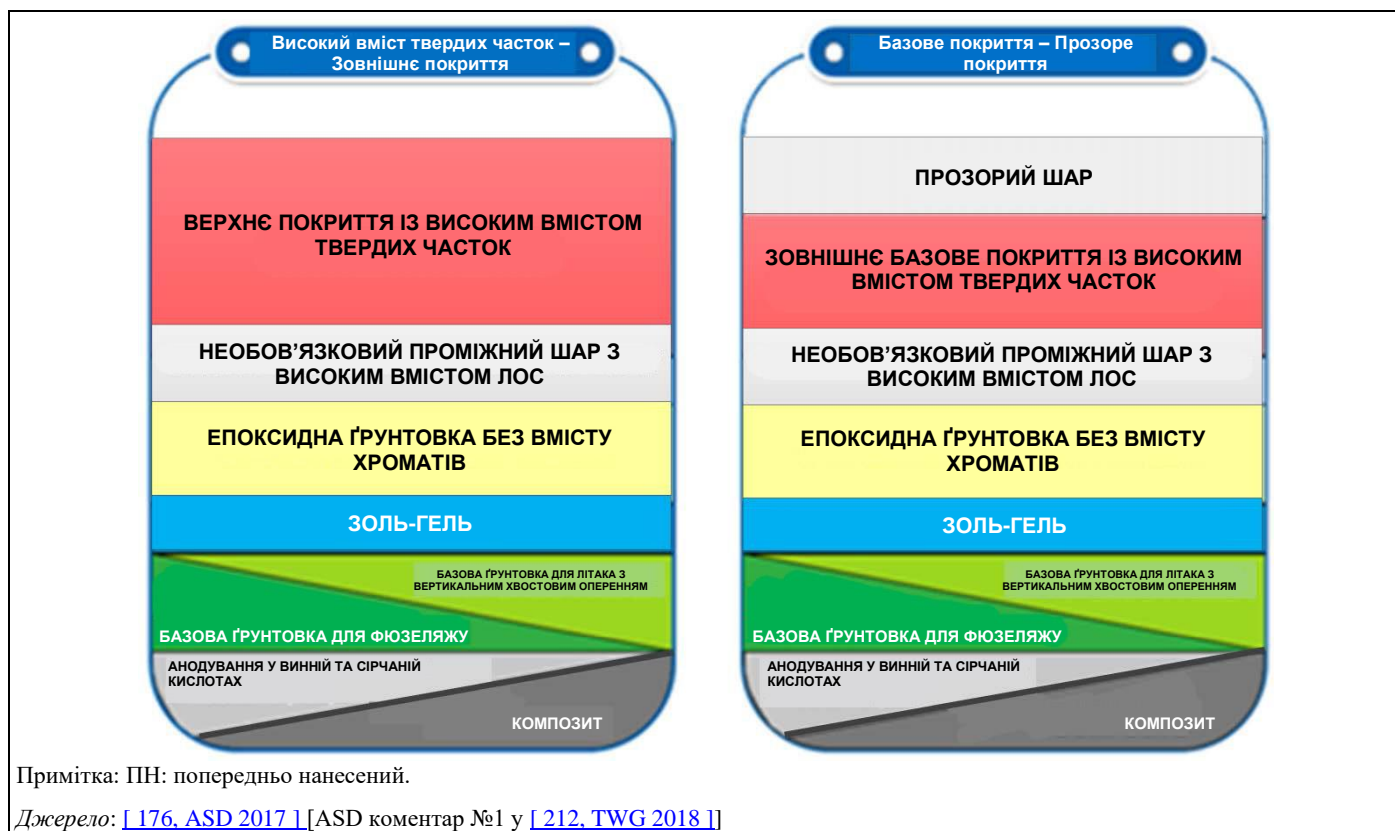 Високий вміст твердих часток –
Зовнішнє покриття
ВЕРХНЄ ПОКРИТТЯ ІЗ ВИСОКИМ ВМІСТОМ
ТВЕРДИХ ЧАСТОК
НЕОБОВ’ЯЗКОВИЙ ПРОМІЖНИЙ ШАР З
ВИСОКИМ ВМІСТОМ ЛОС
ЕПОКСИДНА ҐРУНТОВКА БЕЗ ВМІСТУ
ХРОМАТІВ
ЗОЛЬ-ГЕЛЬ
БАЗОВА ҐРУНТОВКА ДЛЯ ЛІТАКА З
ВЕРТИКАЛЬНИМ ХВОСТОВИМ ОПЕРЕННЯМ
БАЗОВА ҐРУНТОВКА ДЛЯ ФЮЗЕЛЯЖУ
АНОДУВАННЯ У ВИННІЙ ТА СІРЧАНІЙ
КИСЛОТАХ
КОМПОЗИТ
Базове покриття – Прозоре
покриття
ПРОЗОРИЙ ШАР
ЗОВНІШНЄ БАЗОВЕ ПОКРИТТЯ ІЗ ВИСОКИМ
ВМІСТОМ ТВЕРДИХ ЧАСТОК
НЕОБОВ’ЯЗКОВИЙ ПРОМІЖНИЙ ШАР З
ВИСОКИМ ВМІСТОМ ЛОС
ЕПОКСИДНА ҐРУНТОВКА БЕЗ ВМІСТУ
ХРОМАТІВ
ЗОЛЬ-ГЕЛЬ
БАЗОВА ҐРУНТОВКА ДЛЯ ЛІТАКА З
ВЕРТИКАЛЬНИМ ХВОСТОВИМ ОПЕРЕННЯМ
БАЗОВА ҐРУНТОВКА ДЛЯ ФЮЗЕЛЯЖУ
АНОДУВАННЯ У ВИННІЙ ТА СІРЧАНІЙ
КИСЛОТАХ
КОМПОЗИТ
Примітка: ПН: попередньо нанесений.
Джерело: [ 176, ASD 2017 ] [ASD коментар №1 у [ 212, TWG 2018 ]]